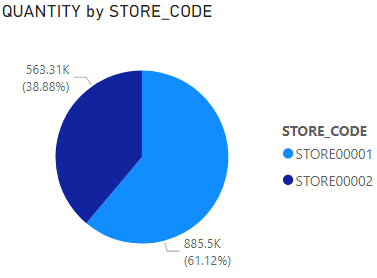 QUANTITY by STORE_CODE
563.31K
(38.88%)
STORE_CODE
STORE00001
STORE00002
885.5K
(61.12%)